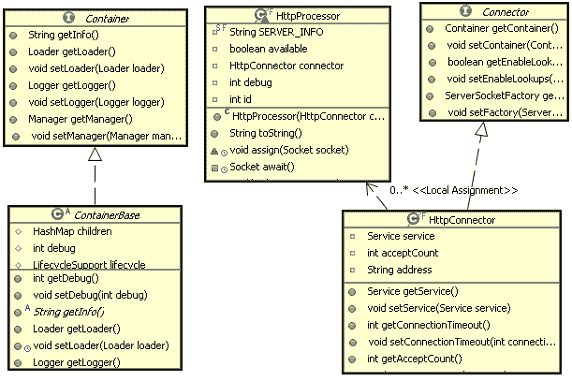 Container
String getInfo()
Loader getLoader()
void setLoader(Loader loader)
Logger getLogger()
void setLogger(Logger logger)
Manager getManager()
void setManager(Manager man...
HttpProcessor
String SERVER_INFO
boolean available
HttpConnector connector
int debug
int id
HttpProcessor(HttpConnector c...
String toString()
void assign(Socket socket)
Socket await()
Connector
Container getContainer()
void setContainer(Cont...
boolean getEnableLook...
void setEnableLookups(...
ServerSocketFactory ge...
void setFactory(Server...
0..* <<Local Assignment>>
ContainerBase
HashMap children
int debug
LifecycleSupport lifecycle
int getDebug()
void setDebug(int debug)
String getInfo()
Loader getLoader()
void setLoader(Loader loader)
Logger getLogger()
HttpConnector
Service service
int acceptCount
String address
Service getService()
void setService(Service service)
int getConnectionTimeout()
void setConnectionTimeout(int connecti...
int getAcceptCount()